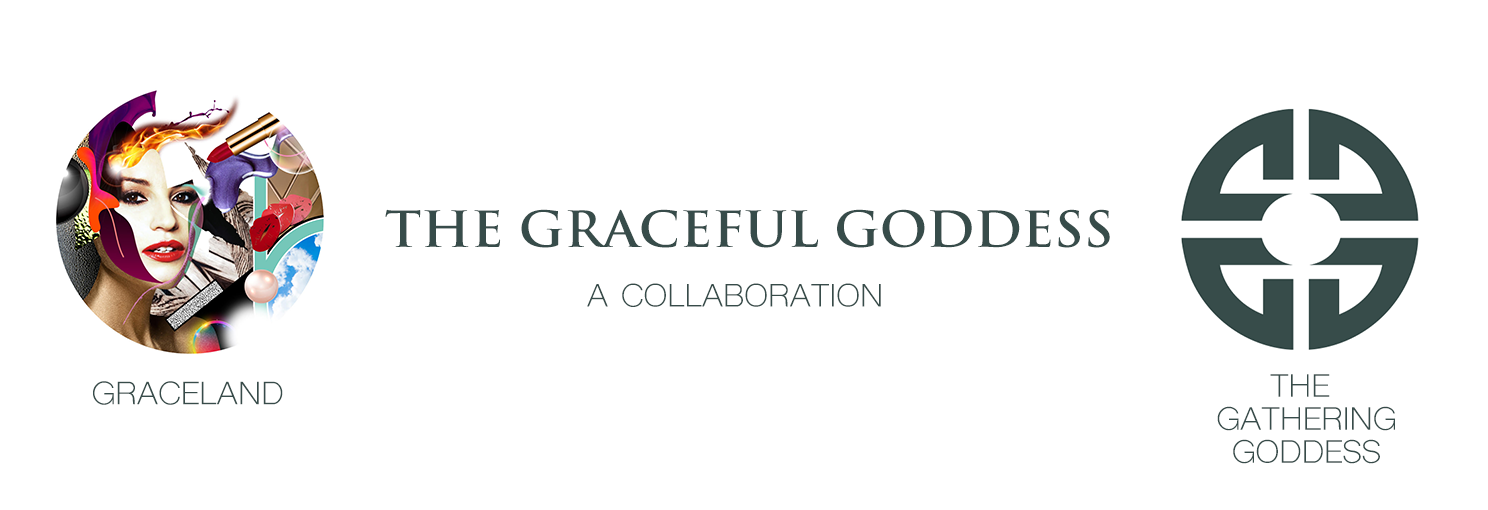 THE GRACEFUL GODDESS
A COLLABORATION
GRACELAND
THE
GATHERING
GODDESS